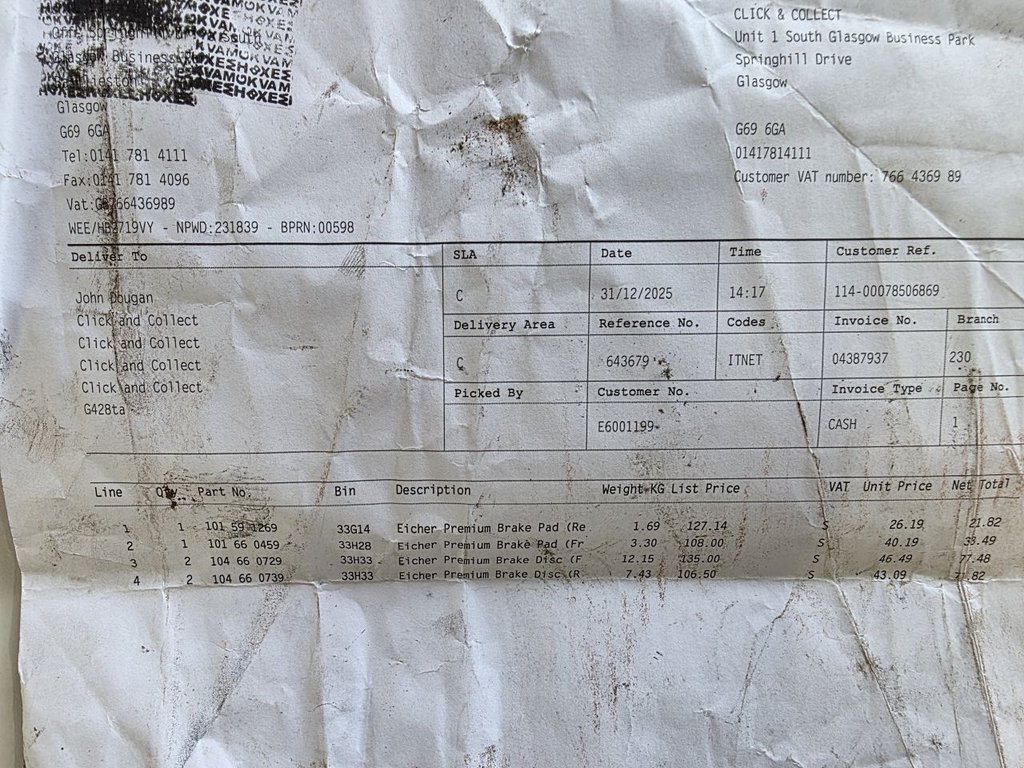 Glasgow
G69 6GA
Tel:0141 781 4111
Fax:0141 781 4096
Vat:GB766436989
- NPWD:231839 - BPRN:00598
CLICK & COLLECT
Unit 1 South Glasgow Business Park
Springhill Drive
Glasgow
G69 6GA
01417814111
Customer VAT number: 766 4369 89
Deliver To
John Dougan
Click and Collect
Click and Collect
Click and Collect
Click and Collect
G428ta
SLA Date Time Customer Ref.
C 31/12/2025 14:17 114-00078506869
Delivery Area Reference No. Codes Invoice No. Branch
C 643679 ITNET 04387937 230
Picked By Customer No. Invoice Type Page No.
E6001199 CASH 1
Line Qty Part No. Bin Description Weight-KG List Price VAT Unit Price Net Total
1 1 101 59 1269 33G14 Eicher Premium Brake Pad (Re 1.69 127.14 S 26.19 21.82
2 1 101 66 0459 33H28 Eicher Premium Brake Pad (Fr 3.30 108.00 S 40.19 33.49
3 2 104 66 0729 33H33 Eicher Premium Brake Disc (F 12.15 135.00 S 46.49 77.48
4 2 104 66 0739 33H33 Eicher Premium Brake Disc (R 7.43 106.50 S 43.09